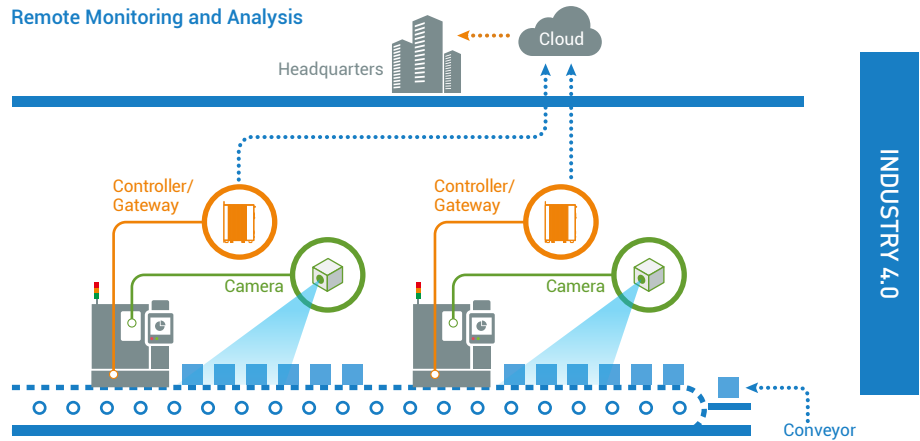 Remote Monitoring and Analysis
Cloud
Headquarters
Controller/
Gateway
Controller/
Gateway
Camera
Camera
INDUSTRY 4.0
Conveyor